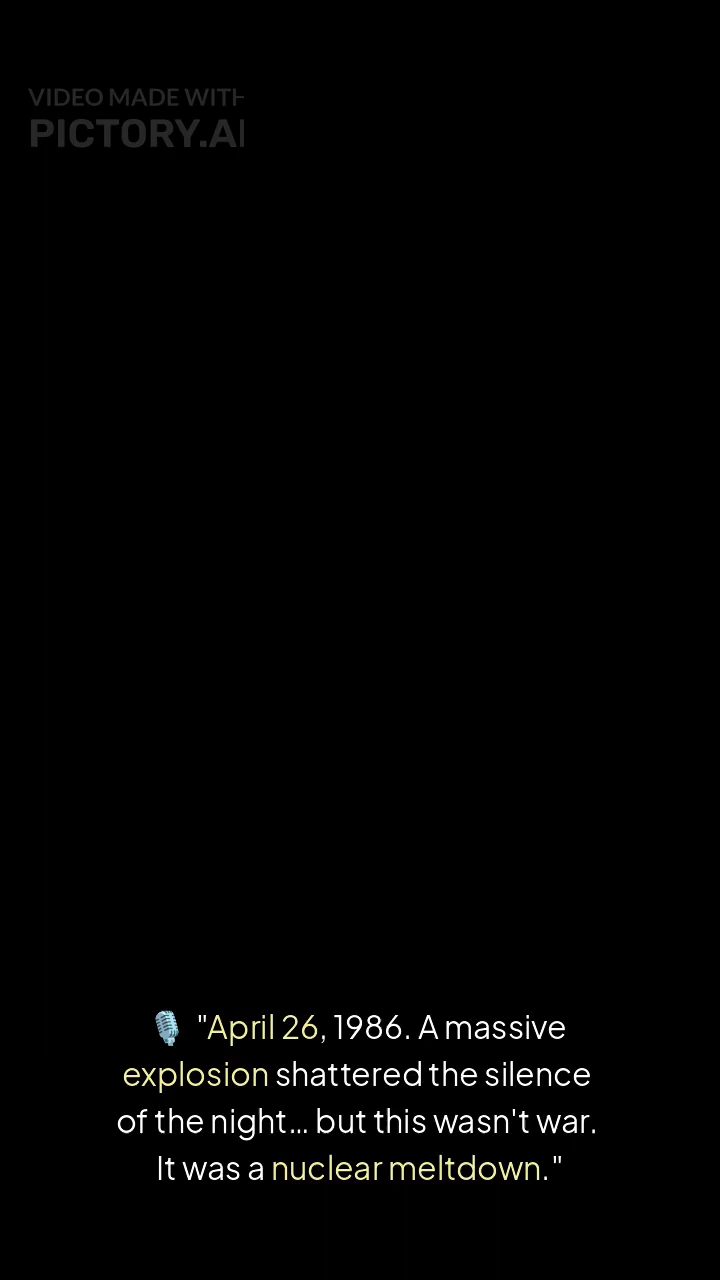 VIDEO MADE WITH
PICTORY.AI
🎙️ "April 26, 1986. A massive
explosion shattered the silence
of the night... but this wasn't war.
It was a nuclear meltdown."